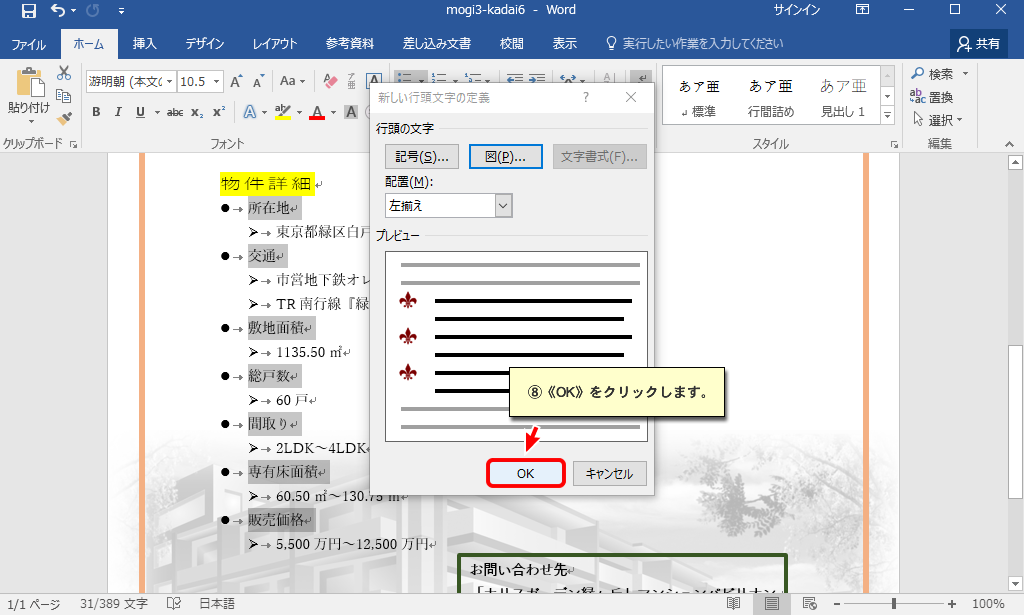 mogi3-kadai6 - Word
サインイン
ファイル ホーム 挿入 デザイン レイアウト 参考資料 差し込み文書 校閲 表示 実行したい作業を入力してください 共有
貼り付け
クリップボード
游明朝 (本文の
10.5
A A Aa
B I U abc x₂ x²
フォント
あア亜 あア亜 あア亜
↲標準 行間詰め 見出し 1
スタイル
検索
置換
選択
編集
新しい行頭文字の定義 ?
行頭の文字
記号(S)... 図(P)... 文字書式(F)...
配置(M):
左揃え
プレビュー
⑧《OK》をクリックします。
OK キャンセル
物件詳細
●→所在地
➢→東京都緑区白戸
●→交通
➢→市営地下鉄オレ
➢→TR 南行線『緑
●→敷地面積
➢→1135.50 ㎡
●→総戸数
➢→60 戸
●→間取り
➢→2LDK～4LDK
●→専有床面積
➢→60.50 ㎡～130.75 ㎡
●→販売価格
➢→5,500 万円～12,500 万円
お問い合わせ先
1/1 ページ 31/389 文字 日本語 100%